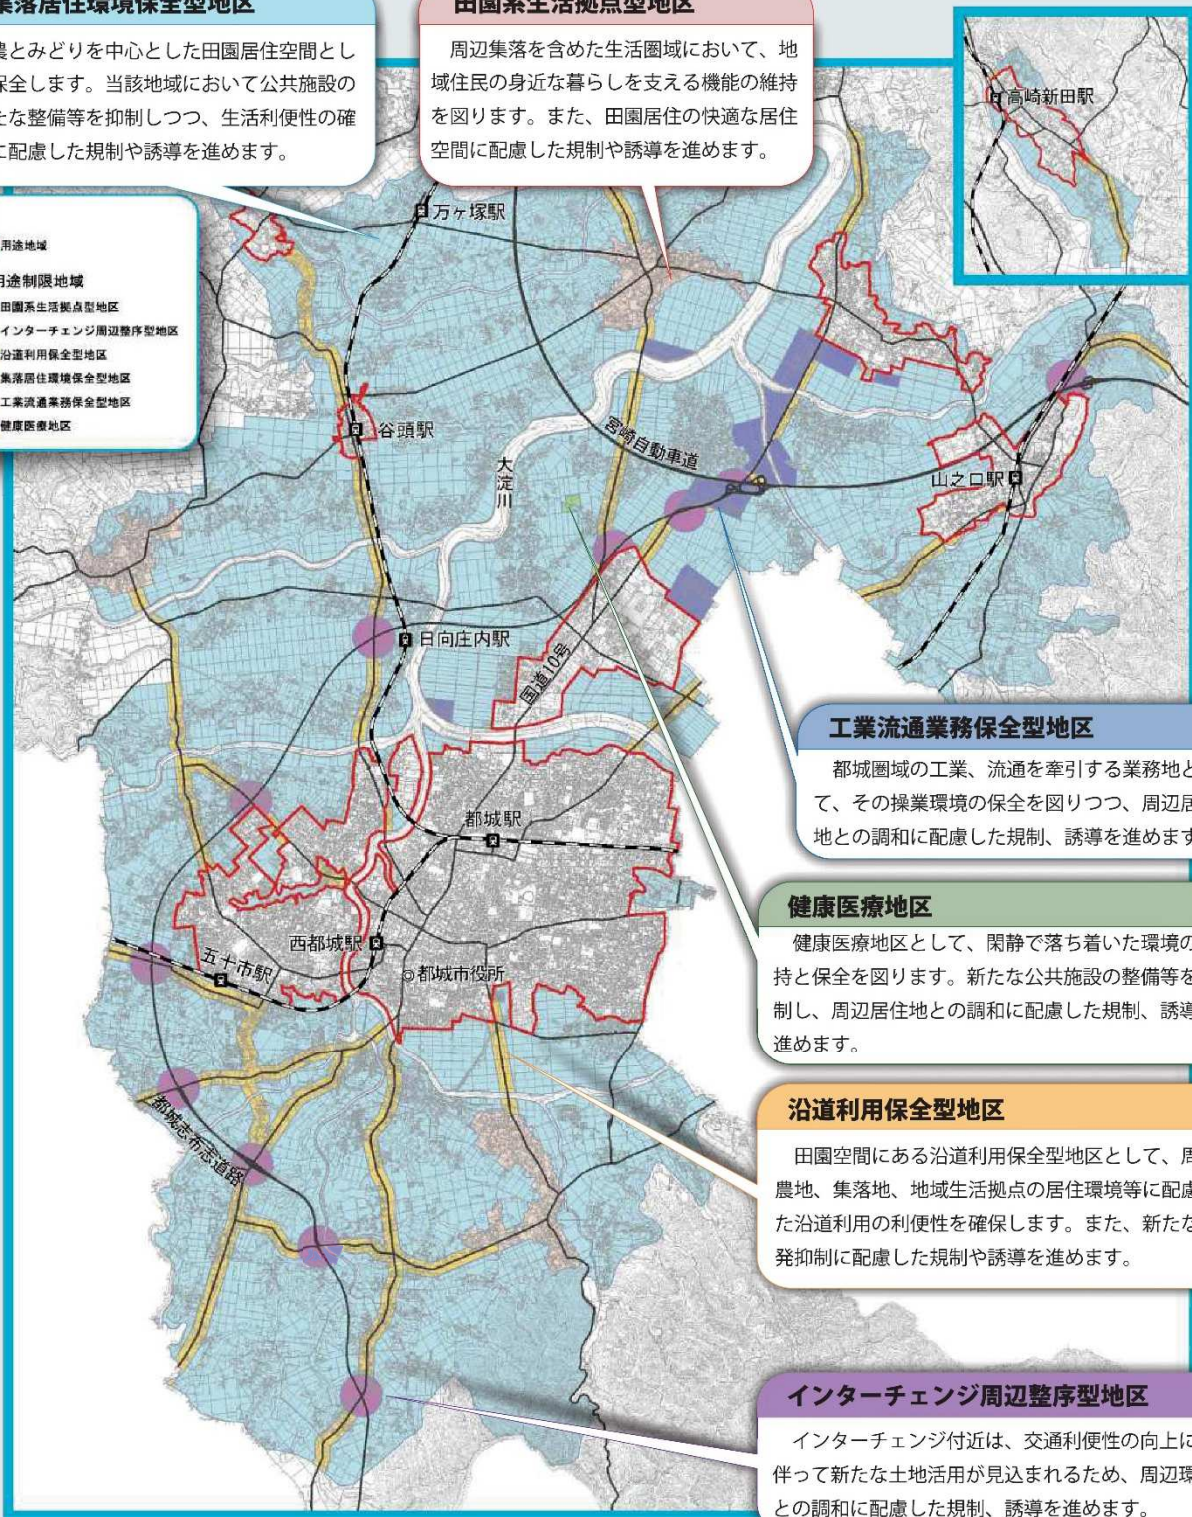 集落居住環境保全型地区
農とみどりを中心とした田園居住空間とし
保全します。当該地域において公共施設の
たな整備等を抑制しつつ、生活利便性の確
に配慮した規制や誘導を進めます。
田園系生活拠点型地区
周辺集落を含めた生活圏域において、地
域住民の身近な暮らしを支える機能の維持
を図ります。また、田園居住の快適な居住
空間に配慮した規制や誘導を進めます。
高崎新田駅
万ヶ塚駅
用途地域
用途制限地域
田園系生活拠点型地区
インターチェンジ周辺整序型地区
沿道利用保全型地区
集落居住環境保全型地区
工業流通業務保全型地区
健康医療地区
谷頭駅
大淀川
宮崎自動車道
山之口駅
日向庄内駅
国道10号
工業流通業務保全型地区
都城圏域の工業、流通を牽引する業務地と
て、その操業環境の保全を図りつつ、周辺居
地との調和に配慮した規制、誘導を進めます
都城駅
健康医療地区
健康医療地区として、閑静で落ち着いた環境の
持と保全を図ります。新たな公共施設の整備等を
制し、周辺居住地との調和に配慮した規制、誘導
進めます。
西都城駅
五十市駅
都城市役所
沿道利用保全型地区
田園空間にある沿道利用保全型地区として、周
農地、集落地、地域生活拠点の居住環境等に配慮
た沿道利用の利便性を確保します。また、新たな
発抑制に配慮した規制や誘導を進めます。
都城志布志道路
インターチェンジ周辺整序型地区
インターチェンジ付近は、交通利便性の向上に
伴って新たな土地活用が見込まれるため、周辺環
との調和に配慮した規制、誘導を進めます。